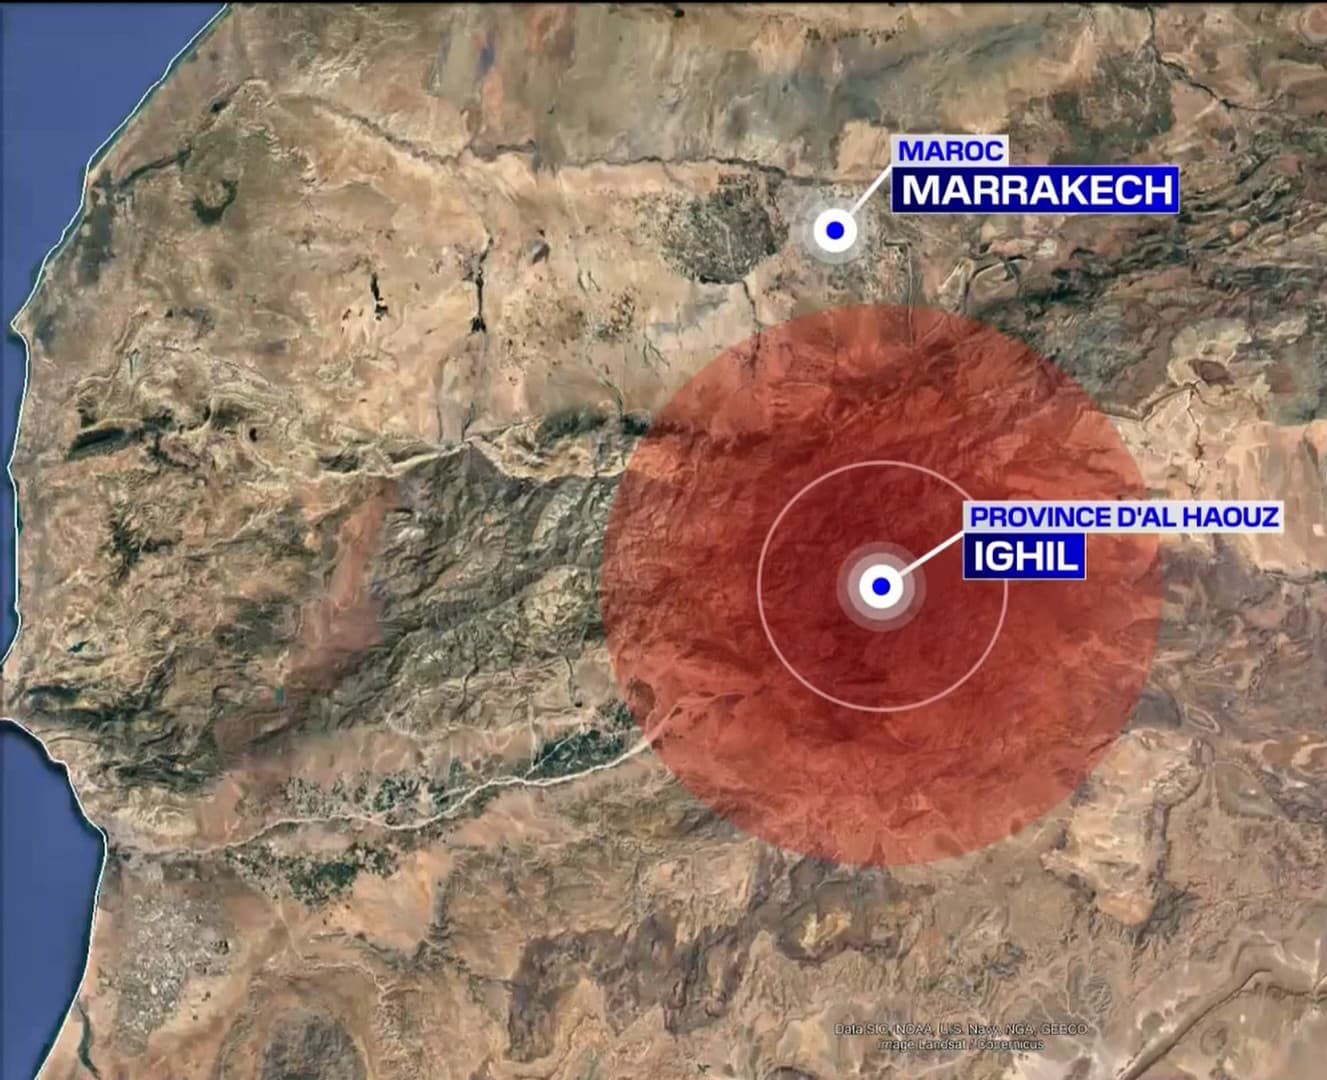 MAROC
MARRAKECH
PROVINCE D'AL HAOUZ
IGHIL
Data SIO, NOAA, U.S. Navy, NGA, GEBCO
Image Landsat / Copernicus